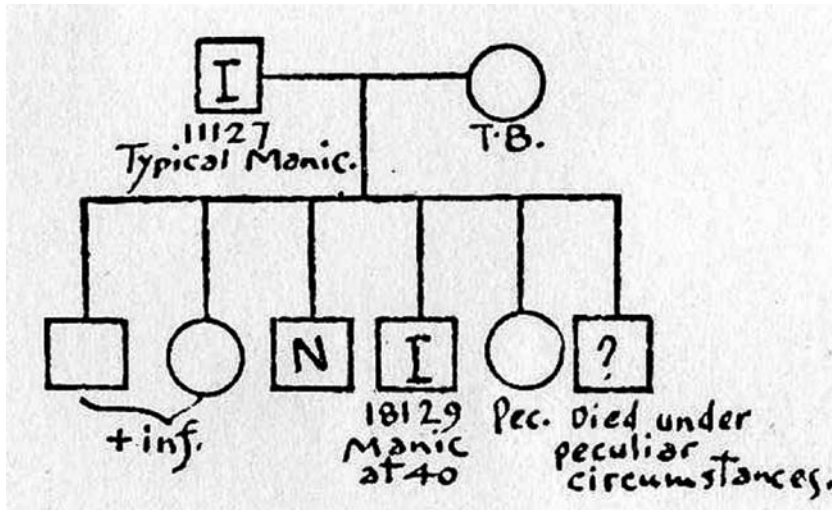 I
11127
Typical Manic.
T.B.
N
I
?
+ inf.
18129
Manic
at 40
Pec.
Died under
peculiar
circumstances.